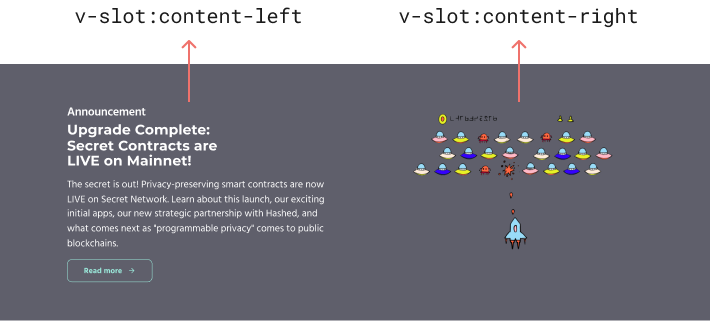 v-slot:content-left
v-slot:content-right
Announcement
Upgrade Complete:
Secret Contracts are
LIVE on Mainnet!
The secret is out! Privacy-preserving smart contracts are now
LIVE on Secret Network. Learn about this launch, our exciting
initial apps, our new strategic partnership with Hashed, and
what comes next as "programmable privacy" comes to public
blockchains.
Read more →